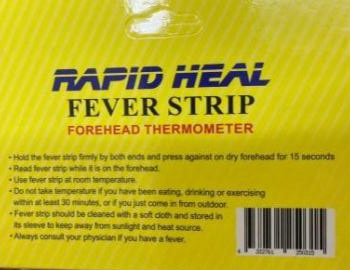 RAPID HEAL
FEVER STRIP
FOREHEAD THERMOMETER
• Hold the fever strip firmly by both ends and press against on dry forehead for 15 seconds
• Read fever strip while it is on the forehead.
• Use fever strip at room temperature.
• Do not take temperature if you have been eating, drinking or exercising
within at least 30 minutes, or if you just come in from outdoor.
• Fever strip should be cleaned with a soft cloth and stored in
its sleeve to keep away from sunlight and heat source.
• Always consult your physician if you have a fever.